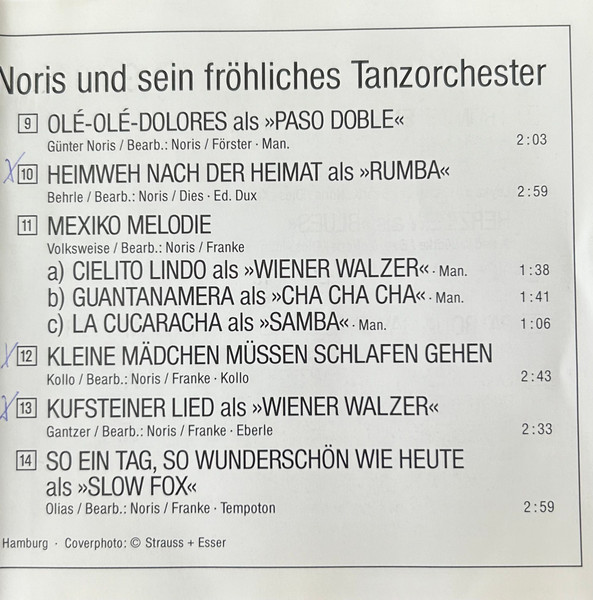 Noris und sein fröhliches Tanzorchester
9 OLÉ-OLÉ-DOLORES als »PASO DOBLE«
Günter Noris / Bearb.: Noris / Förster · Man. 2:03
10 HEIMWEH NACH DER HEIMAT als »RUMBA«
Behrle / Bearb.: Noris / Dies · Ed. Dux 2:59
11 MEXIKO MELODIE
Volksweise / Bearb.: Noris / Franke
a) CIELITO LINDO als »WIENER WALZER« · Man. 1:38
b) GUANTANAMERA als »CHA CHA CHA« · Man. 1:41
c) LA CUCARACHA als »SAMBA« · Man. 1:06
12 KLEINE MÄDCHEN MÜSSEN SCHLAFEN GEHEN
Kollo / Bearb.: Noris / Franke · Kollo 2:43
13 KUFSTEINER LIED als »WIENER WALZER«
Gantzer / Bearb.: Noris / Franke · Eberle 2:33
14 SO EIN TAG, SO WUNDERSCHÖN WIE HEUTE
als »SLOW FOX«
Olias / Bearb.: Noris / Franke · Tempoton 2:59
Hamburg · Coverphoto: © Strauss + Esser